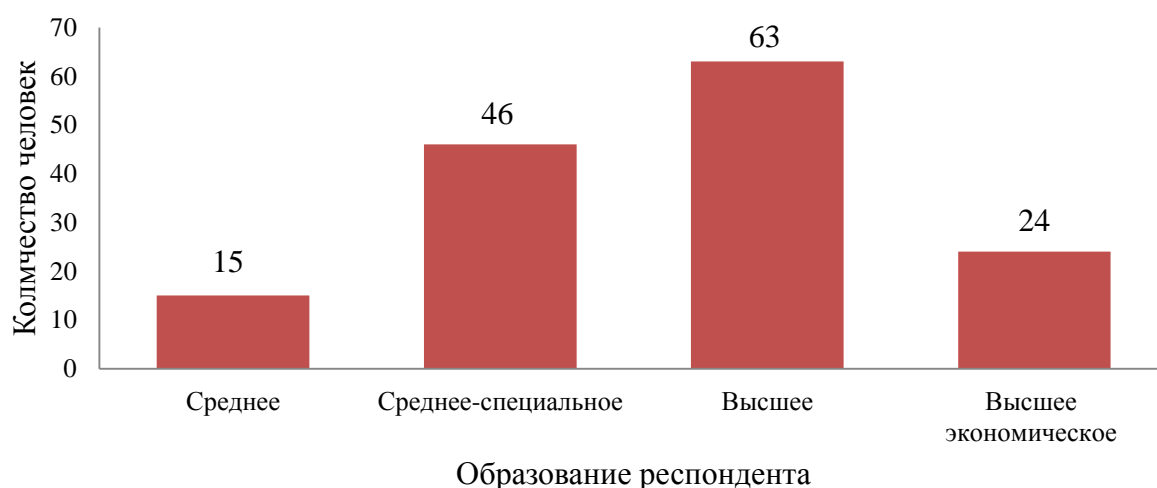 Колмчество человек
70
60
50
40
30
20
10
0
15
46
63
24
Среднее
Среднее-специальное
Высшее
Высшее
экономическое
Образование респондента